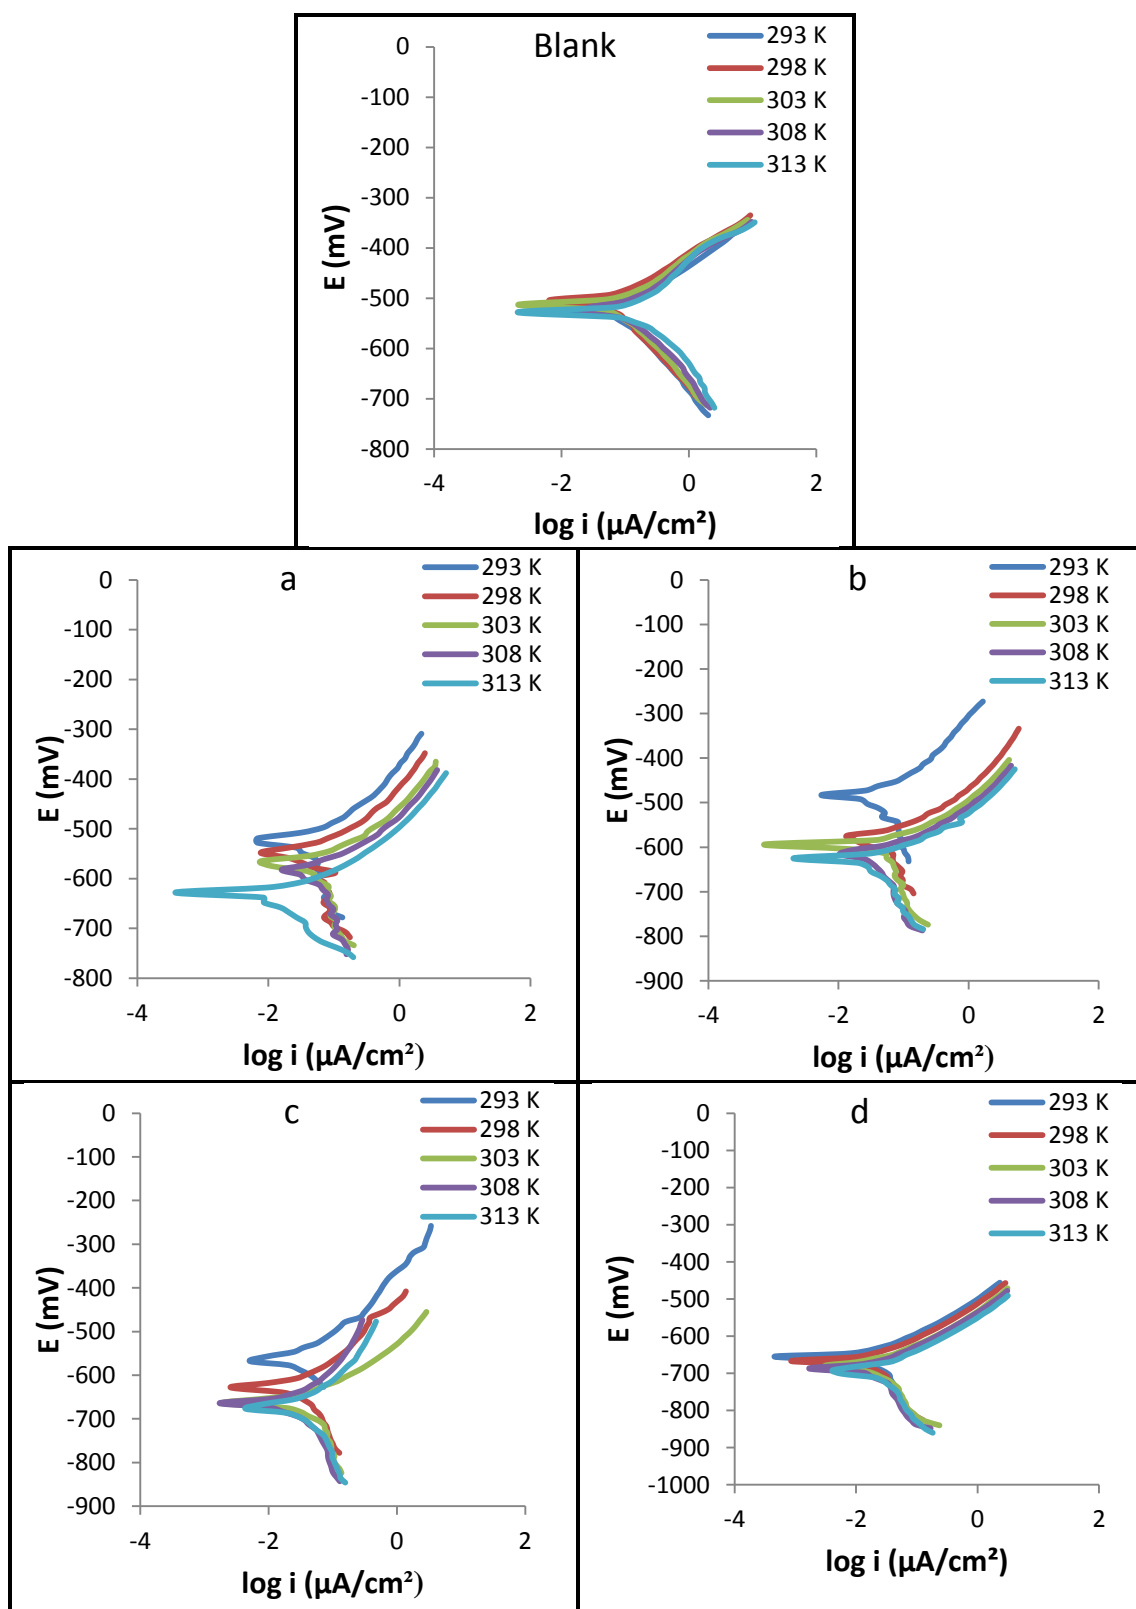 Blank
293 K
298 K
303 K
308 K
313 K
0
-100
-200
-300
-400
-500
-600
-700
-800
E (mV)
-4 -2 0 2
log i (µA/cm²)
a
293 K
298 K
303 K
308 K
313 K
0
-100
-200
-300
-400
-500
-600
-700
-800
E (mV)
-4 -2 0 2
log i (µA/cm²)
b
293 K
298 K
303 K
308 K
313 K
0
-100
-200
-300
-400
-500
-600
-700
-800
-900
E (mV)
-4 -2 0 2
log i (µA/cm²)
c
293 K
298 K
303 K
308 K
313 K
0
-100
-200
-300
-400
-500
-600
-700
-800
-900
E (mV)
-4 -2 0 2
log i (µA/cm²)
d
293 K
298 K
303 K
308 K
313 K
0
-100
-200
-300
-400
-500
-600
-700
-800
-900
-1000
E (mV)
-4 -2 0 2
log i (µA/cm²)